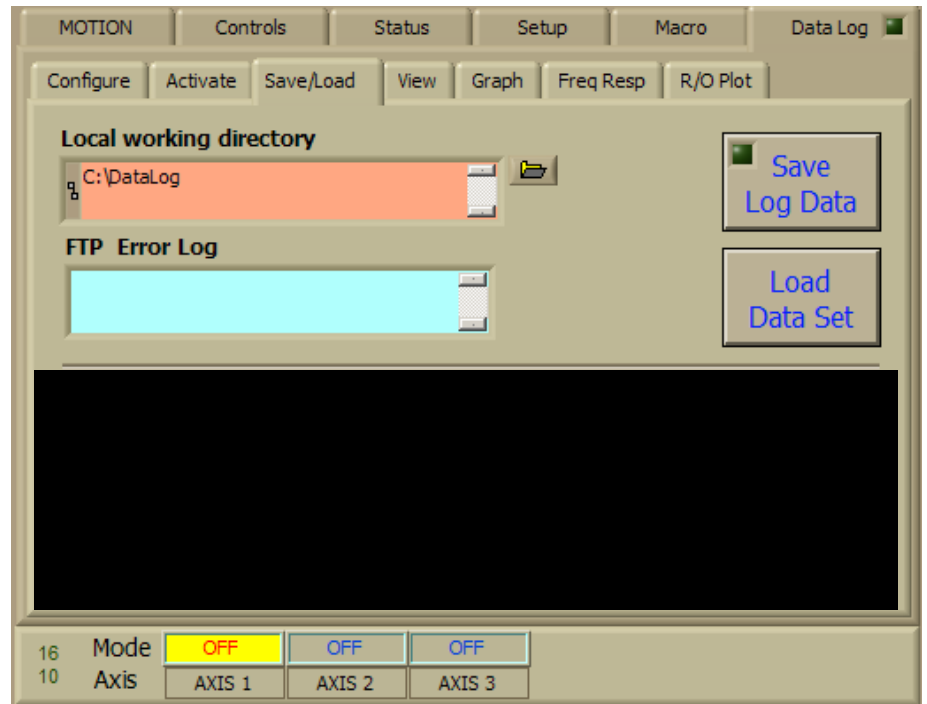 MOTION Controls Status Setup Macro Data Log
Configure Activate Save/Load View Graph Freq Resp R/O Plot
Local working directory
C:\DataLog
Save
Log Data
FTP Error Log
Load
Data Set
16 Mode OFF OFF OFF
10 Axis AXIS 1 AXIS 2 AXIS 3